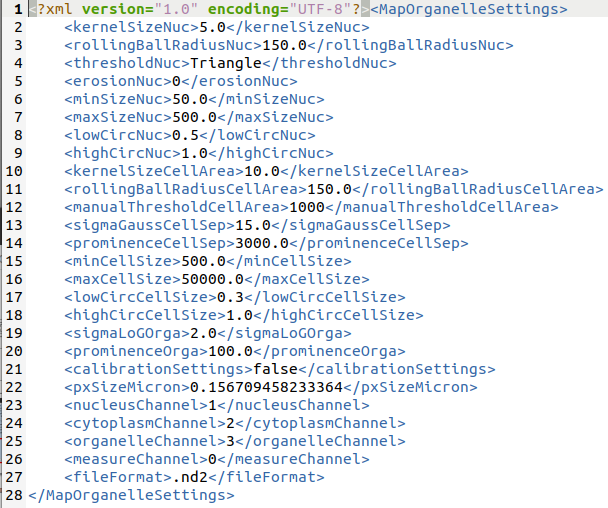 1 <?xml version="1.0" encoding="UTF-8"?><MapOrganelleSettings>
2 <kernelSizeNuc>5.0</kernelSizeNuc>
3 <rollingBallRadiusNuc>150.0</rollingBallRadiusNuc>
4 <thresholdNuc>Triangle</thresholdNuc>
5 <erosionNuc>0</erosionNuc>
6 <minSizeNuc>50.0</minSizeNuc>
7 <maxSizeNuc>500.0</maxSizeNuc>
8 <lowCircNuc>0.5</lowCircNuc>
9 <highCircNuc>1.0</highCircNuc>
10 <kernelSizeCellArea>10.0</kernelSizeCellArea>
11 <rollingBallRadiusCellArea>150.0</rollingBallRadiusCellArea>
12 <manualThresholdCellArea>1000</manualThresholdCellArea>
13 <sigmaGaussCellSep>15.0</sigmaGaussCellSep>
14 <prominenceCellSep>3000.0</prominenceCellSep>
15 <minCellSize>500.0</minCellSize>
16 <maxCellSize>50000.0</maxCellSize>
17 <lowCircCellSize>0.3</lowCircCellSize>
18 <highCircCellSize>1.0</highCircCellSize>
19 <sigmaLoGOrga>2.0</sigmaLoGOrga>
20 <prominenceOrga>100.0</prominenceOrga>
21 <calibrationSettings>false</calibrationSettings>
22 <pxSizeMicron>0.156709458233364</pxSizeMicron>
23 <nucleusChannel>1</nucleusChannel>
24 <cytoplasmChannel>2</cytoplasmChannel>
25 <organelleChannel>3</organelleChannel>
26 <measureChannel>0</measureChannel>
27 <fileFormat>.nd2</fileFormat>
28 </MapOrganelleSettings>